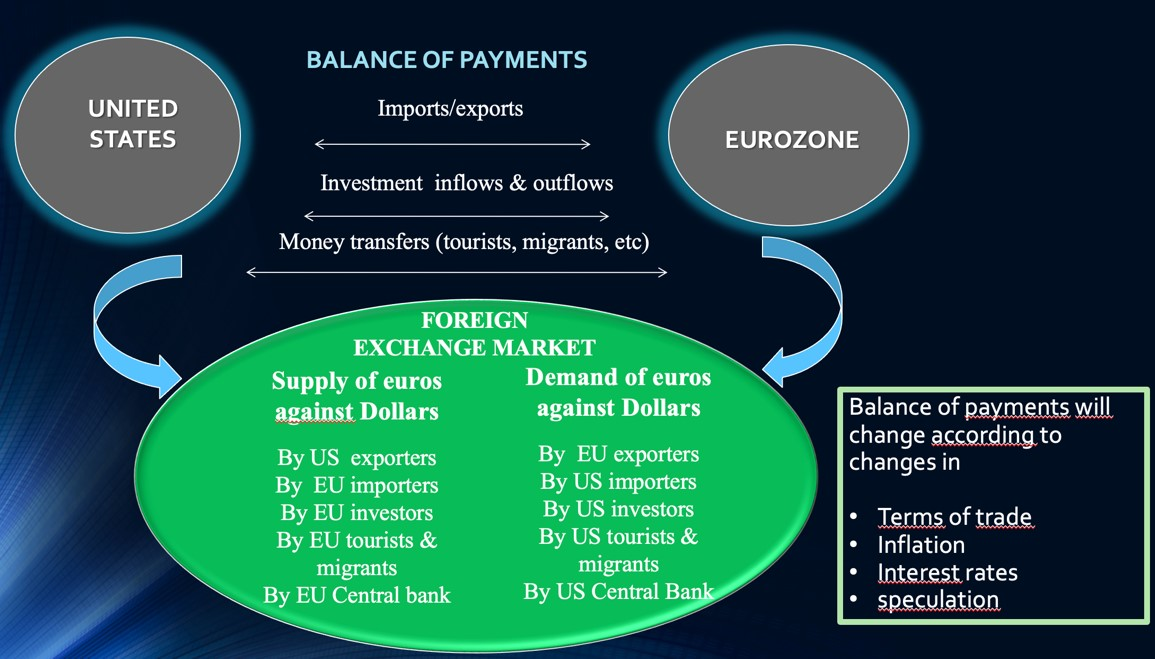 BALANCE OF PAYMENTS
UNITED
STATES
Imports/exports
EUROZONE
Investment  inflows & outflows
Money transfers (tourists, migrants, etc)
FOREIGN
EXCHANGE MARKET
Supply of euros
against Dollars
By US  exporters
By  EU importers
By EU investors
By EU tourists &
migrants
By EU Central bank
Demand of euros
against Dollars
By  EU exporters
By US importers
By US investors
By US tourists &
migrants
By US Central Bank
Balance of payments will
change according to
changes in
• Terms of trade
• Inflation
• Interest rates
• speculation